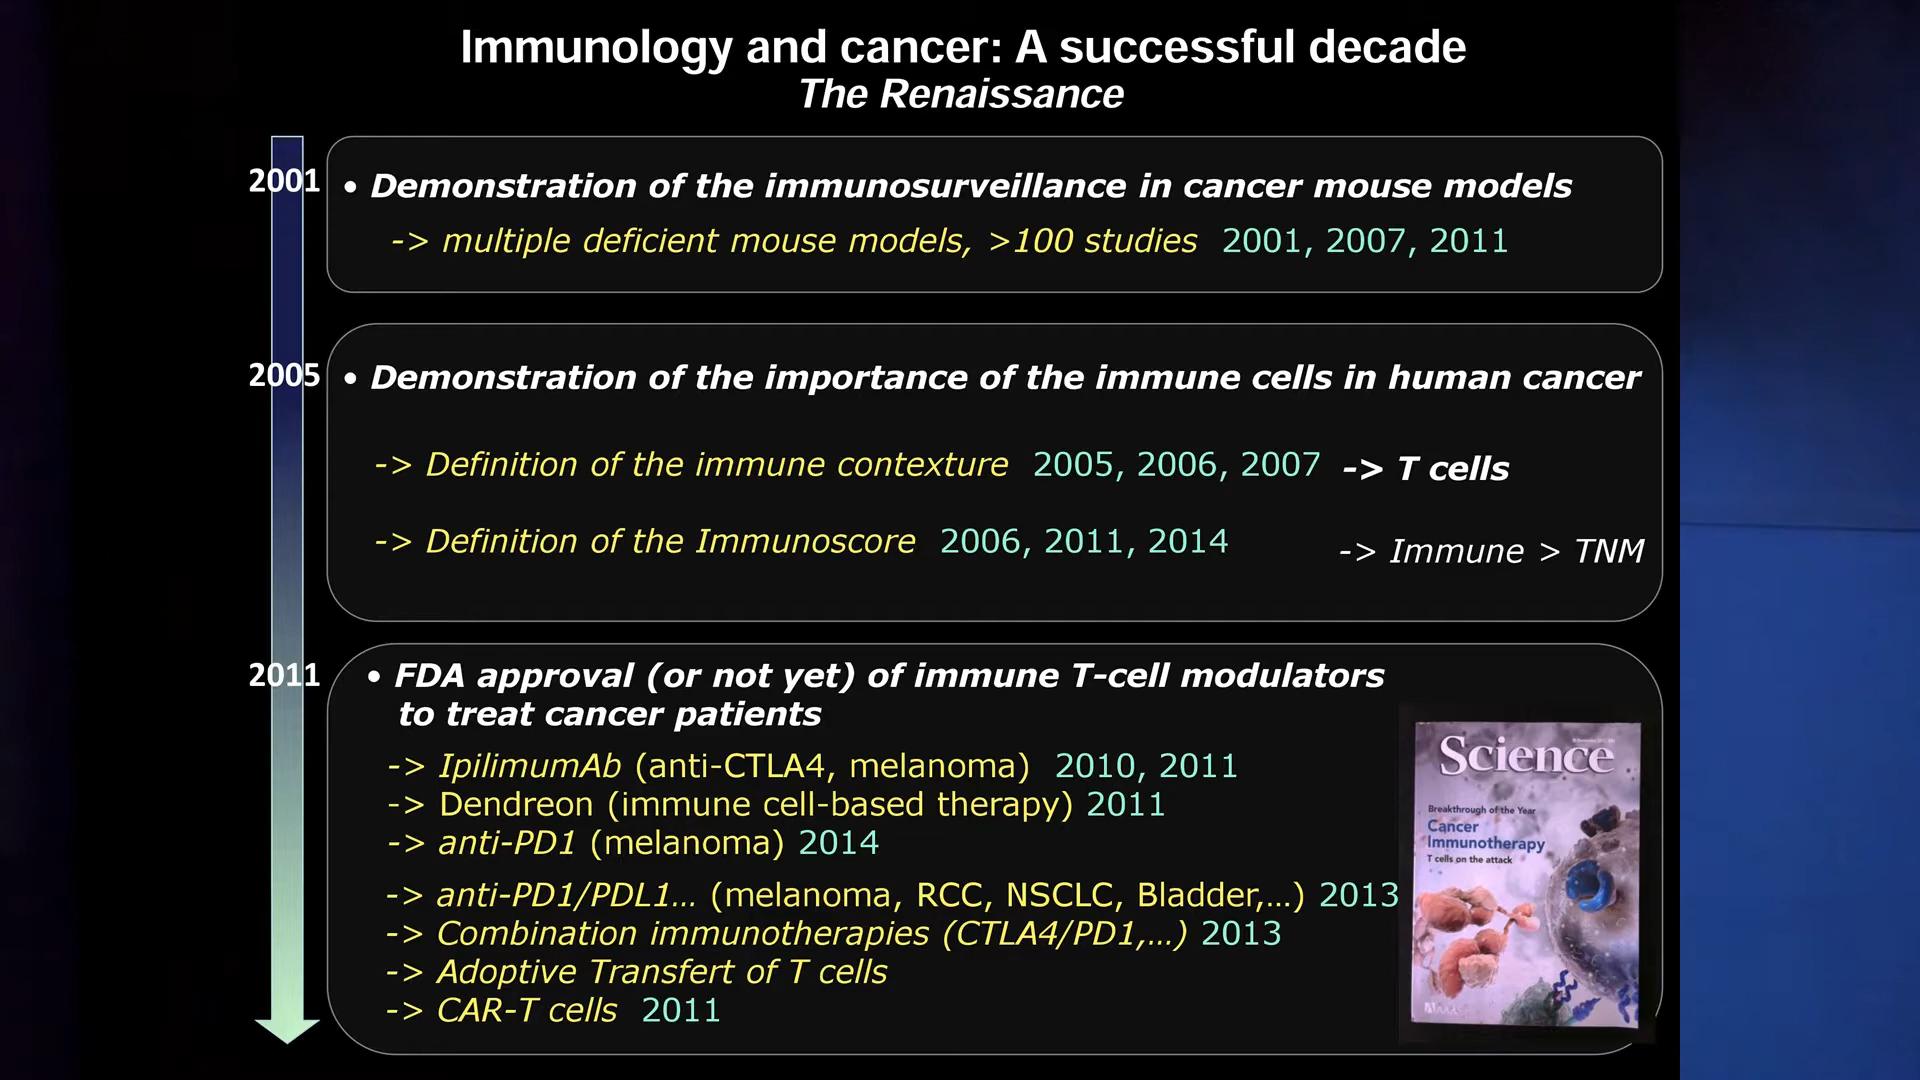 Immunology and cancer: A successful decade
The Renaissance
2001
• Demonstration of the immunosurveillance in cancer mouse models
-> multiple deficient mouse models, >100 studies 2001, 2007, 2011
2005
• Demonstration of the importance of the immune cells in human cancer
-> Definition of the immune contexture 2005, 2006, 2007 -> T cells
-> Definition of the Immunoscore 2006, 2011, 2014 -> Immune > TNM
2011
• FDA approval (or not yet) of immune T-cell modulators
to treat cancer patients
-> IpilimumAb (anti-CTLA4, melanoma) 2010, 2011
-> Dendreon (immune cell-based therapy) 2011
-> anti-PD1 (melanoma) 2014
-> anti-PD1/PDL1... (melanoma, RCC, NSCLC, Bladder,...) 2013
-> Combination immunotherapies (CTLA4/PD1,...) 2013
-> Adoptive Transfert of T cells
-> CAR-T cells 2011
Science
Breakthrough of the Year
Cancer
Immunotherapy
T cells on the attack